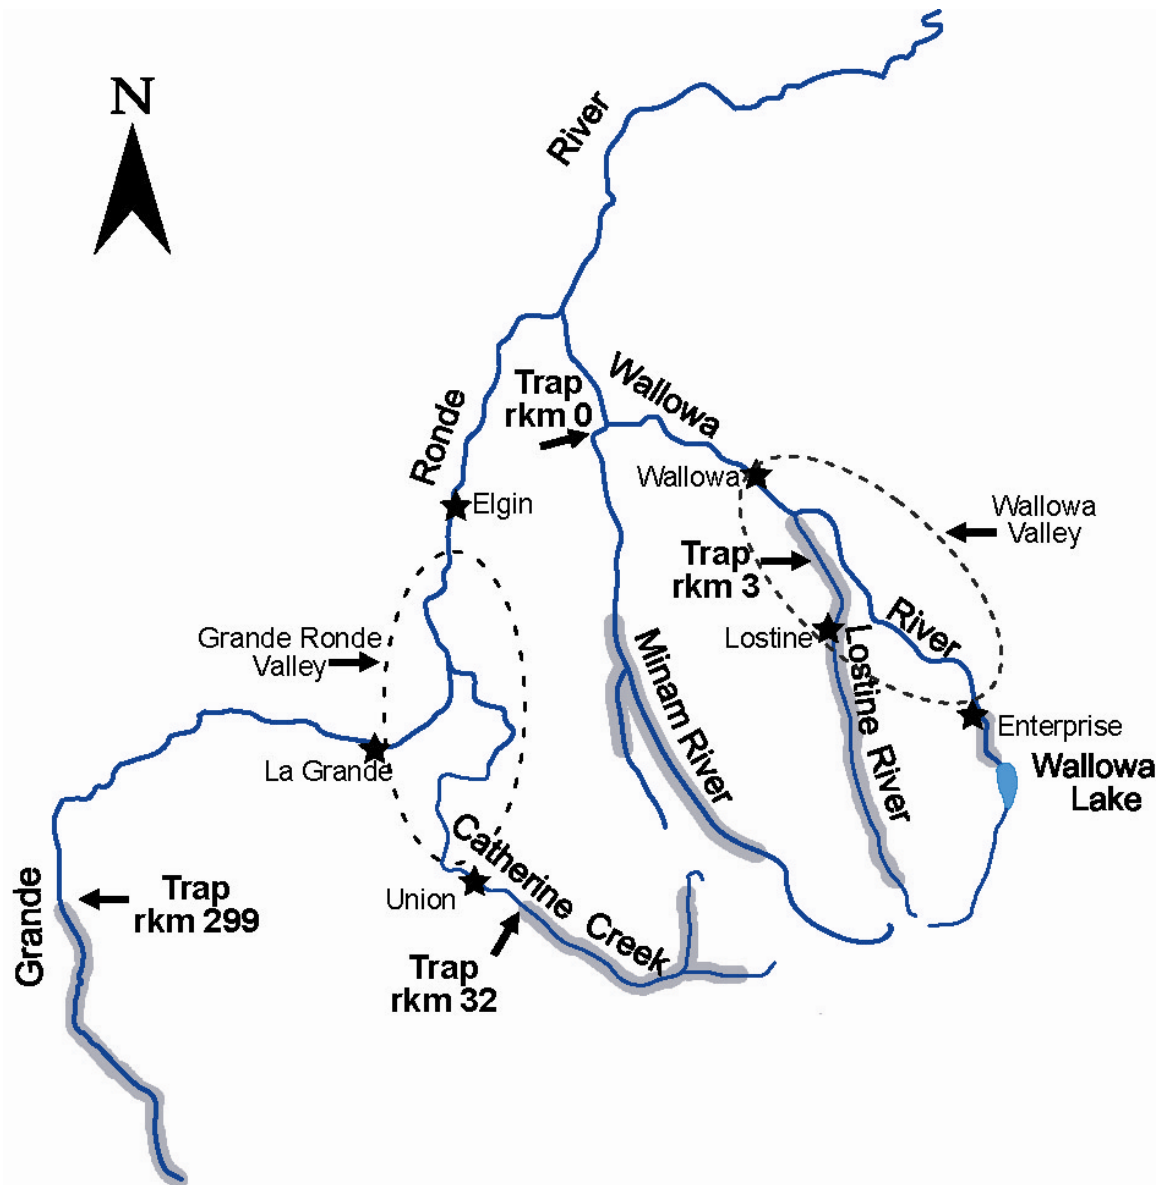 N
River
Trap
rkm 0
Wallowa
Ronde
Wallowa
Elgin
Wallowa
Valley
Trap
rkm 3
River
Lostine
Lostine River
Grande Ronde
Valley
Minam River
Enterprise
La Grande
Wallowa
Lake
Catherine Creek
Union
Trap
rkm 299
Grande
Trap
rkm 32